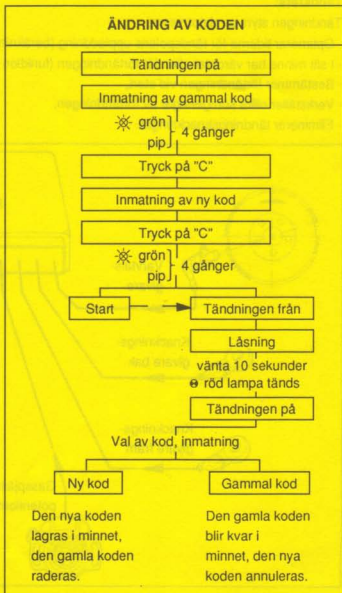 ÄNDRING AV KODEN
Tändningen på
Inmatning av gammal kod
grön
pip
4 gånger
Tryck på "C"
Inmatning av ny kod
Tryck på "C"
grön
pip
4 gånger
Start
Tändningen från
Låsning
vänta 10 sekunder
röd lampa tänds
Tändningen på
Val av kod, inmatning
Ny kod
Gammal kod
Den nya koden
lagras i minnet,
den gamla koden
raderas.
Den gamla koden
blir kvar i
minnet, den nya
koden annuleras.